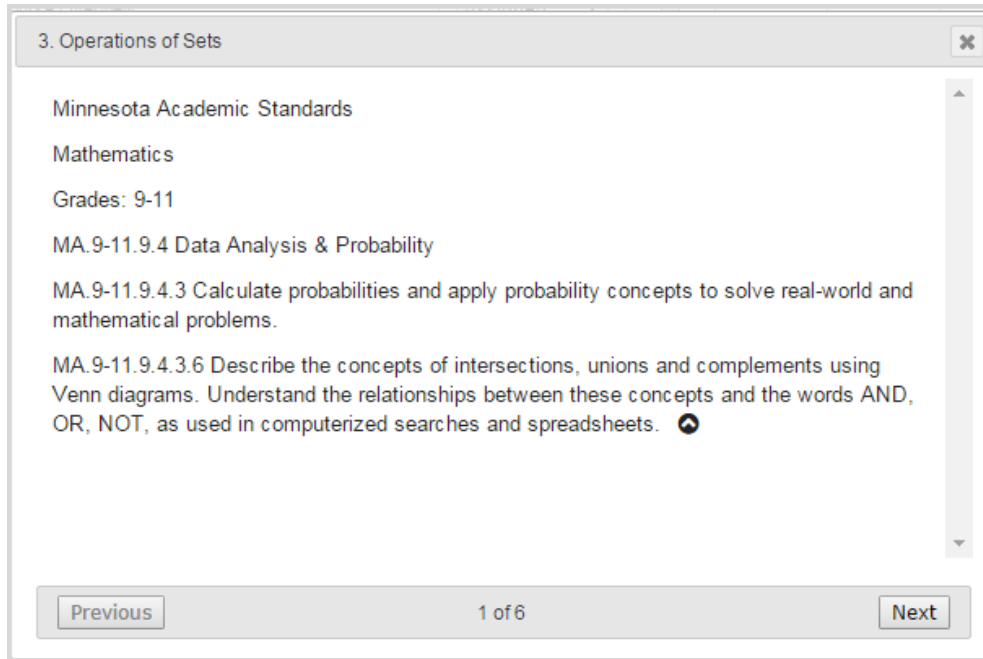 3. Operations of Sets
Minnesota Academic Standards
Mathematics
Grades: 9-11
MA.9-11.9.4 Data Analysis & Probability
MA.9-11.9.4.3 Calculate probabilities and apply probability concepts to solve real-world and
mathematical problems.
MA.9-11.9.4.3.6 Describe the concepts of intersections, unions and complements using
Venn diagrams. Understand the relationships between these concepts and the words AND,
OR, NOT, as used in computerized searches and spreadsheets.
Previous 1 of 6 Next